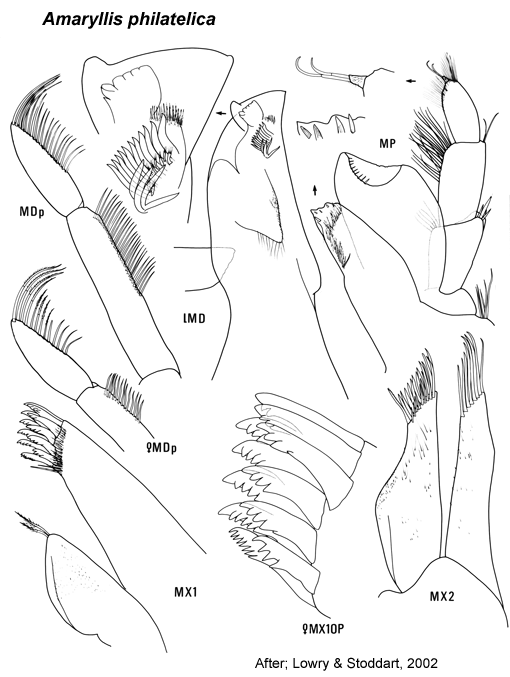 Amaryllis philatelica
MP
MDp
lMD
♀MDp
MX1
MX2
♀MX1OP
After; Lowry & Stoddart, 2002